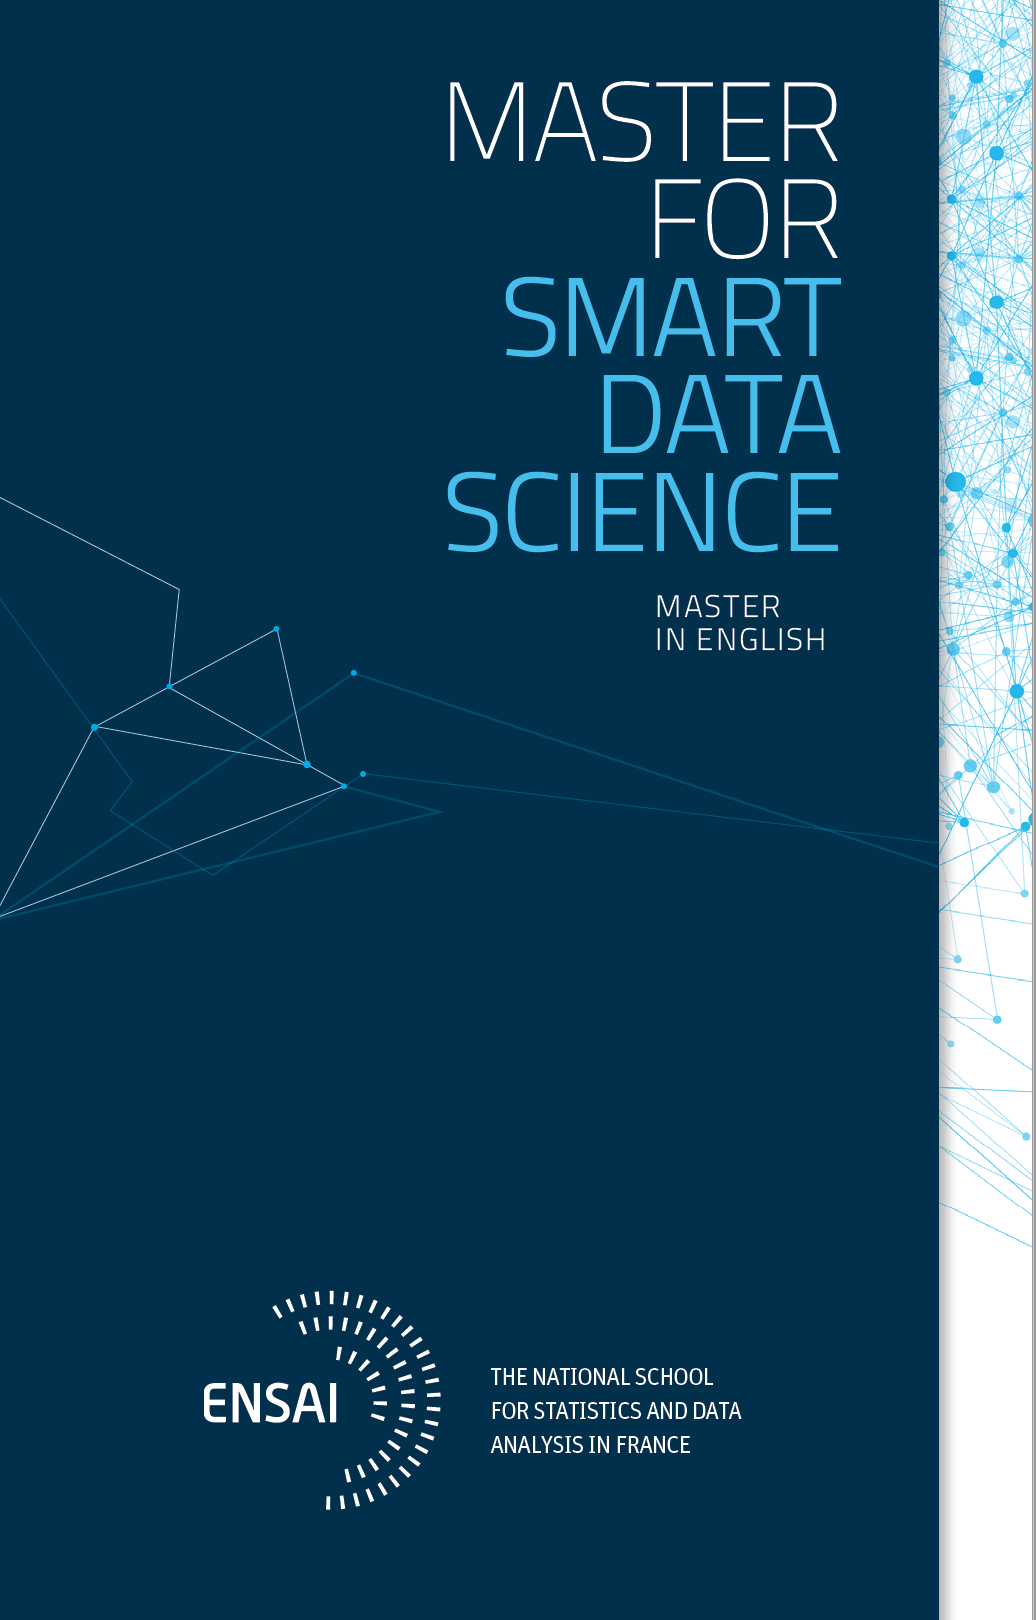 MASTER
FOR
SMART
DATA
SCIENCE
MASTER
IN ENGLISH
ENSAI
THE NATIONAL SCHOOL
FOR STATISTICS AND DATA
ANALYSIS IN FRANCE